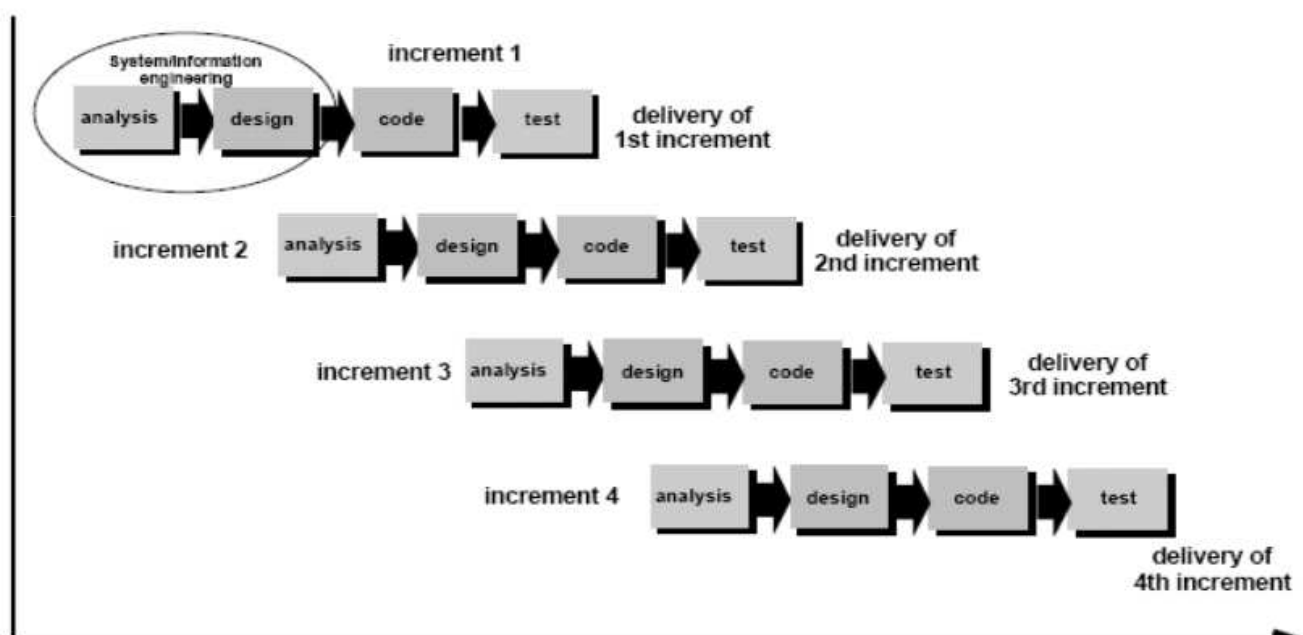 System/information
engineering
increment 1
analysis
design
code
test
delivery of
1st increment
increment 2
analysis
design
code
test
delivery of
2nd increment
increment 3
analysis
design
code
test
delivery of
3rd increment
increment 4
analysis
design
code
test
delivery of
4th increment